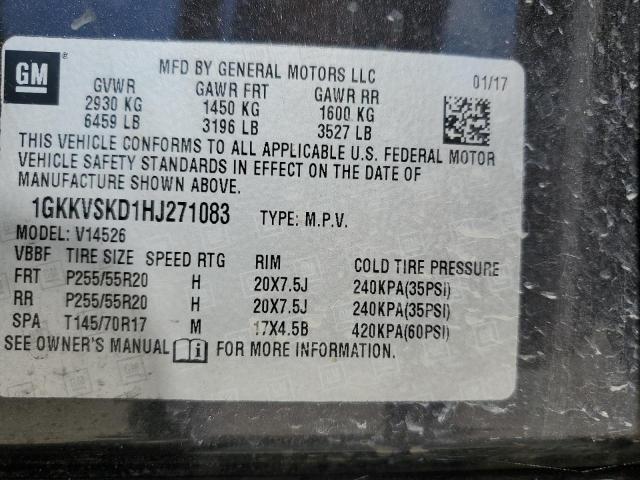 GM ®
MFD BY GENERAL MOTORS LLC 01/17
GVWR GAWR FRT GAWR RR
2930 KG 1450 KG 1600 KG
6459 LB 3196 LB 3527 LB
THIS VEHICLE CONFORMS TO ALL APPLICABLE U.S. FEDERAL MOTOR
VEHICLE SAFETY STANDARDS IN EFFECT ON THE DATE OF
MANUFACTURE SHOWN ABOVE.
1GKKVSKD1HJ271083 TYPE: M.P.V.
MODEL: V14526
VBBF TIRE SIZE SPEED RTG RIM COLD TIRE PRESSURE
FRT P255/55R20 H 20X7.5J 240KPA(35PSI)
RR P255/55R20 H 20X7.5J 240KPA(35PSI)
SPA T145/70R17 M 17X4.5B 420KPA(60PSI)
SEE OWNER'S MANUAL i FOR MORE INFORMATION.